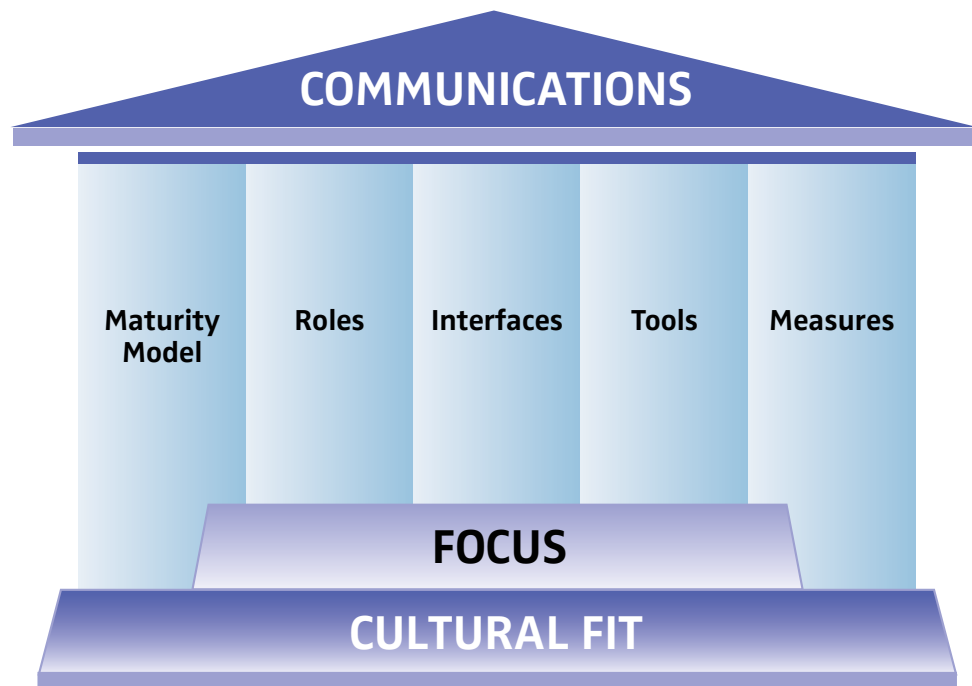 COMMUNICATIONS
Maturity
Model
Roles
Interfaces
Tools
Measures
FOCUS
CULTURAL FIT